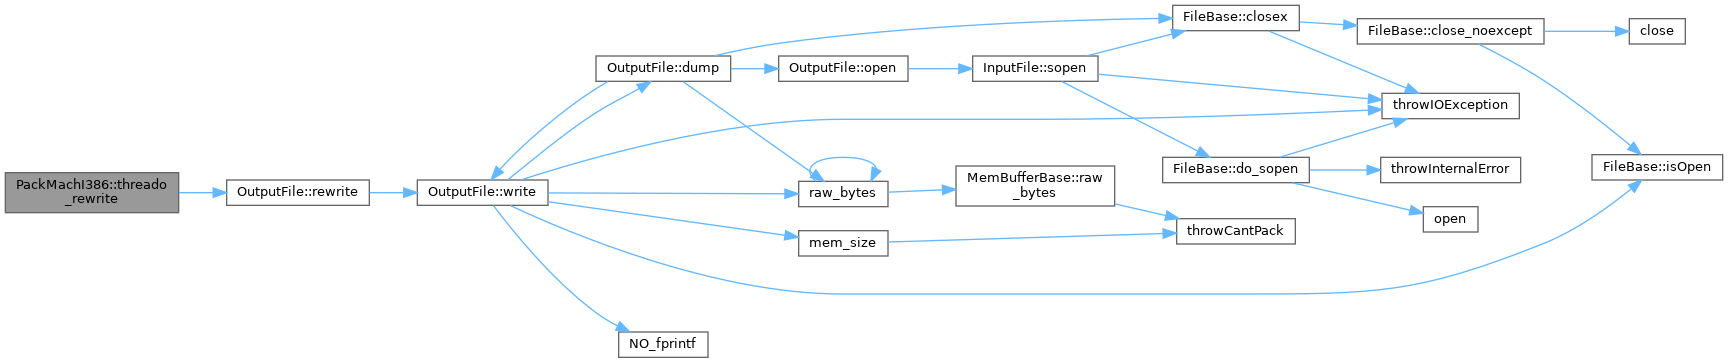 PackMachI386::threado
_rewrite
OutputFile::rewrite
OutputFile::write
OutputFile::dump
OutputFile::open
InputFile::sopen
FileBase::closex
FileBase::close_noexcept
close
throwIOException
FileBase::isOpen
FileBase::do_sopen
throwInternalError
open
raw_bytes
MemBufferBase::raw
_bytes
throwCantPack
mem_size
NO_fprintf